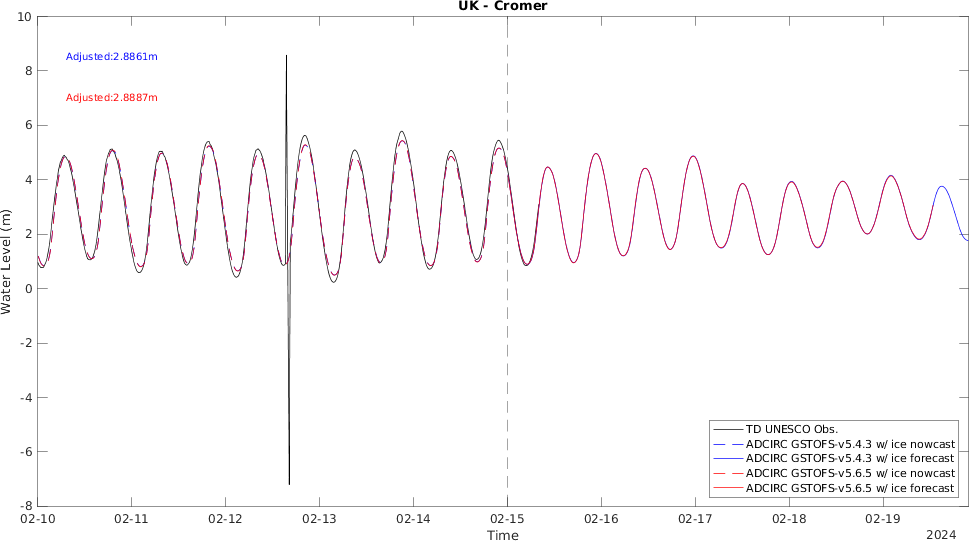 UK - Cromer
10
8
6
4
2
0
-2
-4
-6
-8
Water Level (m)
Adjusted:2.8861m
Adjusted:2.8887m
TD UNESCO Obs.
ADCIRC GSTOFS-v5.4.3 w/ ice nowcast
ADCIRC GSTOFS-v5.4.3 w/ ice forecast
ADCIRC GSTOFS-v5.6.5 w/ ice nowcast
ADCIRC GSTOFS-v5.6.5 w/ ice forecast
02-10 02-11 02-12 02-13 02-14 02-15 02-16 02-17 02-18 02-19
Time
2024